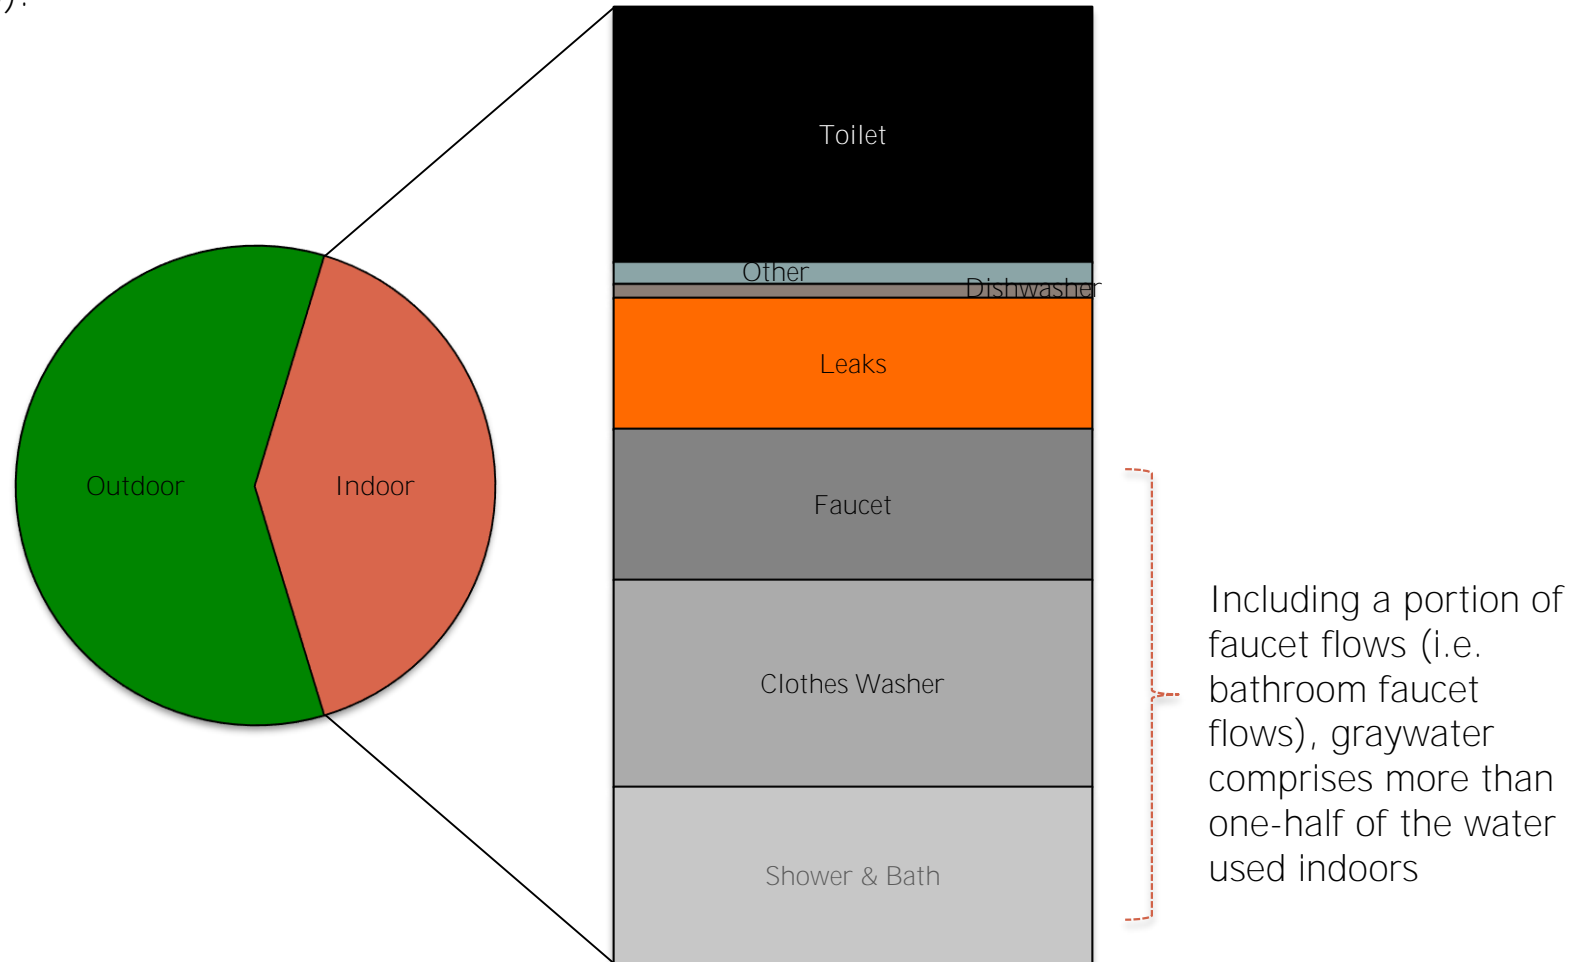 ).
Toilet
Other
Dishwasher
Leaks
Outdoor
Indoor
Faucet
Clothes Washer
Shower & Bath
Including a portion of
faucet flows (i.e.
bathroom faucet
flows), graywater
comprises more than
one-half of the water
used indoors